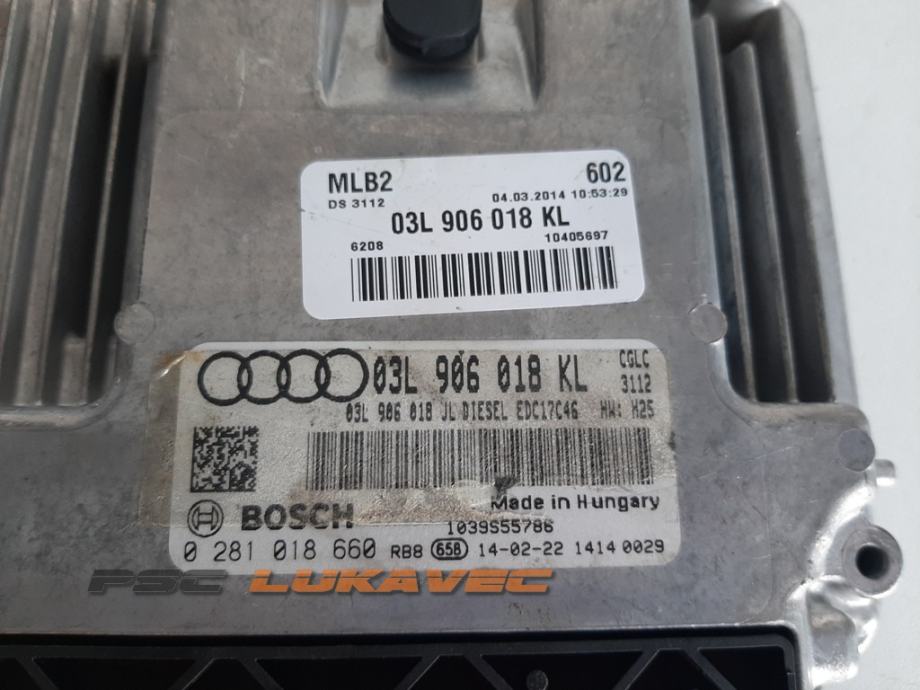 MLB2 602
DS 3112 04.03.2014 10:53:29
03L 906 018 KL
6208 10405697
03L 906 018 KL CGLC
3112
03L 906 018 JL DIESEL EDC17C46 HW: H25
Made in Hungary
BOSCH 1039S55786
0 281 018 660 RB8 658 14-02-22 1414 0029
PSC LUKAVEC